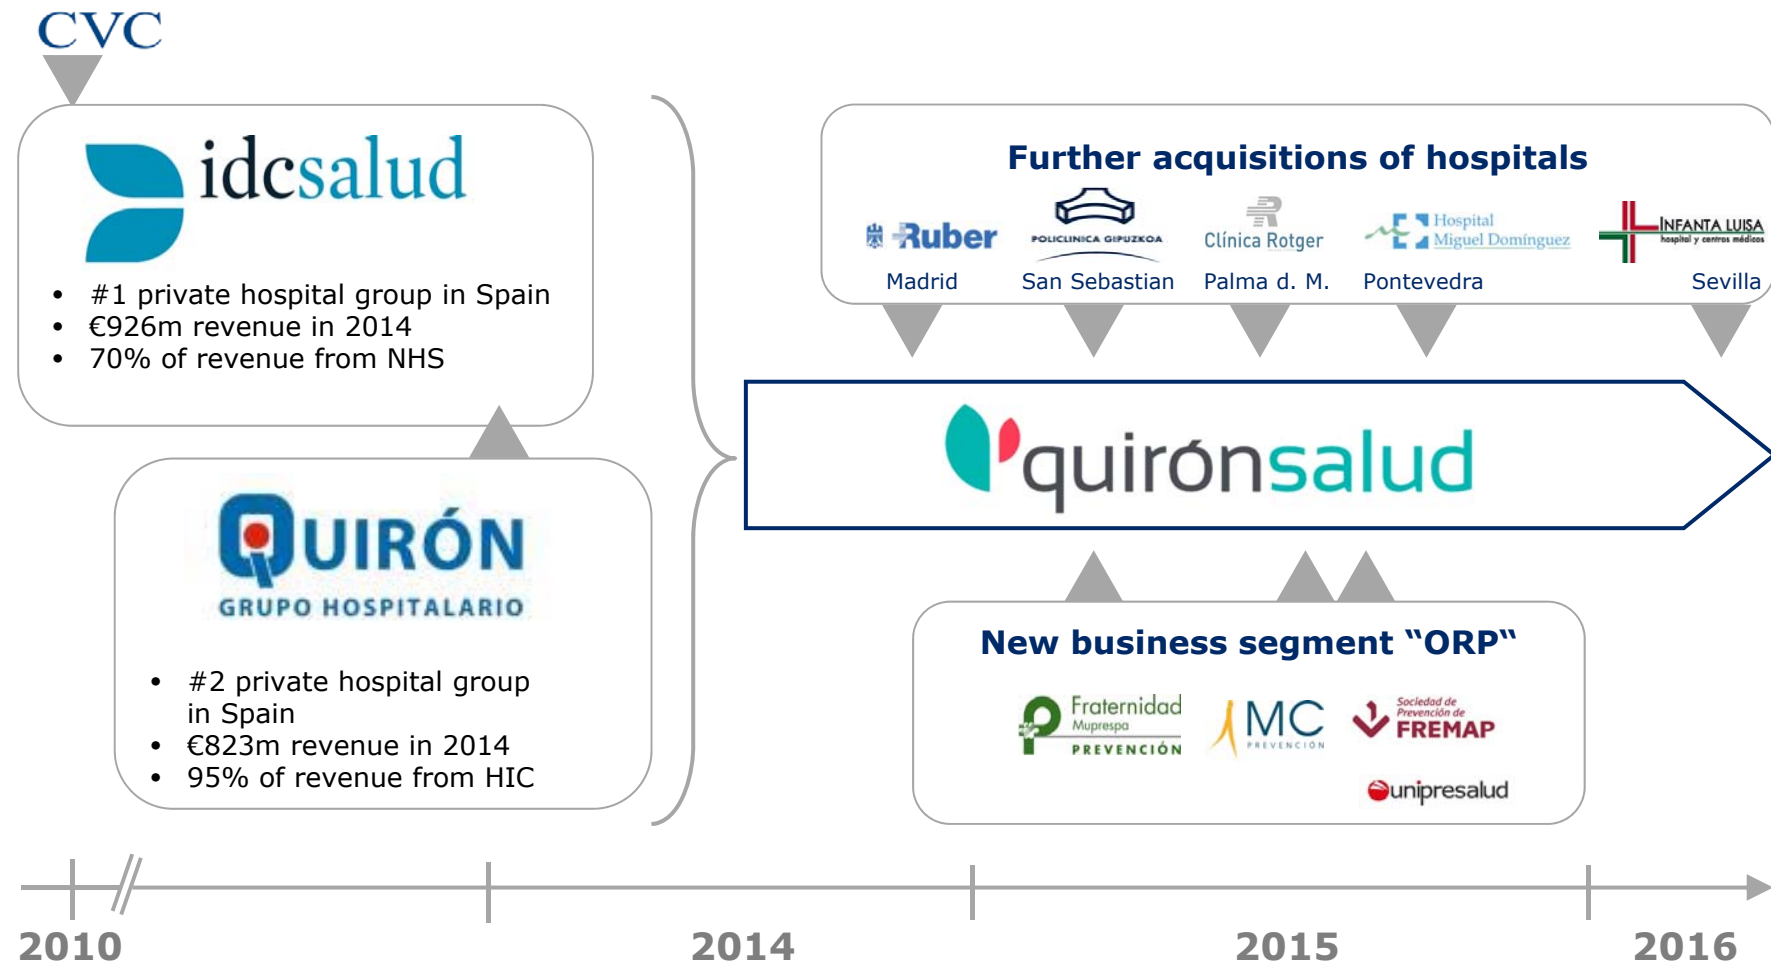 CVC
idcsalud
• #1 private hospital group in Spain
• €926m revenue in 2014
• 70% of revenue from NHS
QUIRÓN
GRUPO HOSPITALARIO
• #2 private hospital group
in Spain
• €823m revenue in 2014
• 95% of revenue from HIC
Further acquisitions of hospitals
Ruber
Madrid
POLICLINICA GIPUZKOA
San Sebastian
Clínica Rotger
Palma d. M.
Hospital
Miguel Domínguez
Pontevedra
INFANTA LUISA
hospital y centros médicos
Sevilla
quirónsalud
New business segment “ORP“
Fraternidad
Muprespa
PREVENCIÓN
MC
PREVENCIÓN
Sociedad de
Prevención de
FREMAP
unipresalud
2010
2014
2015
2016